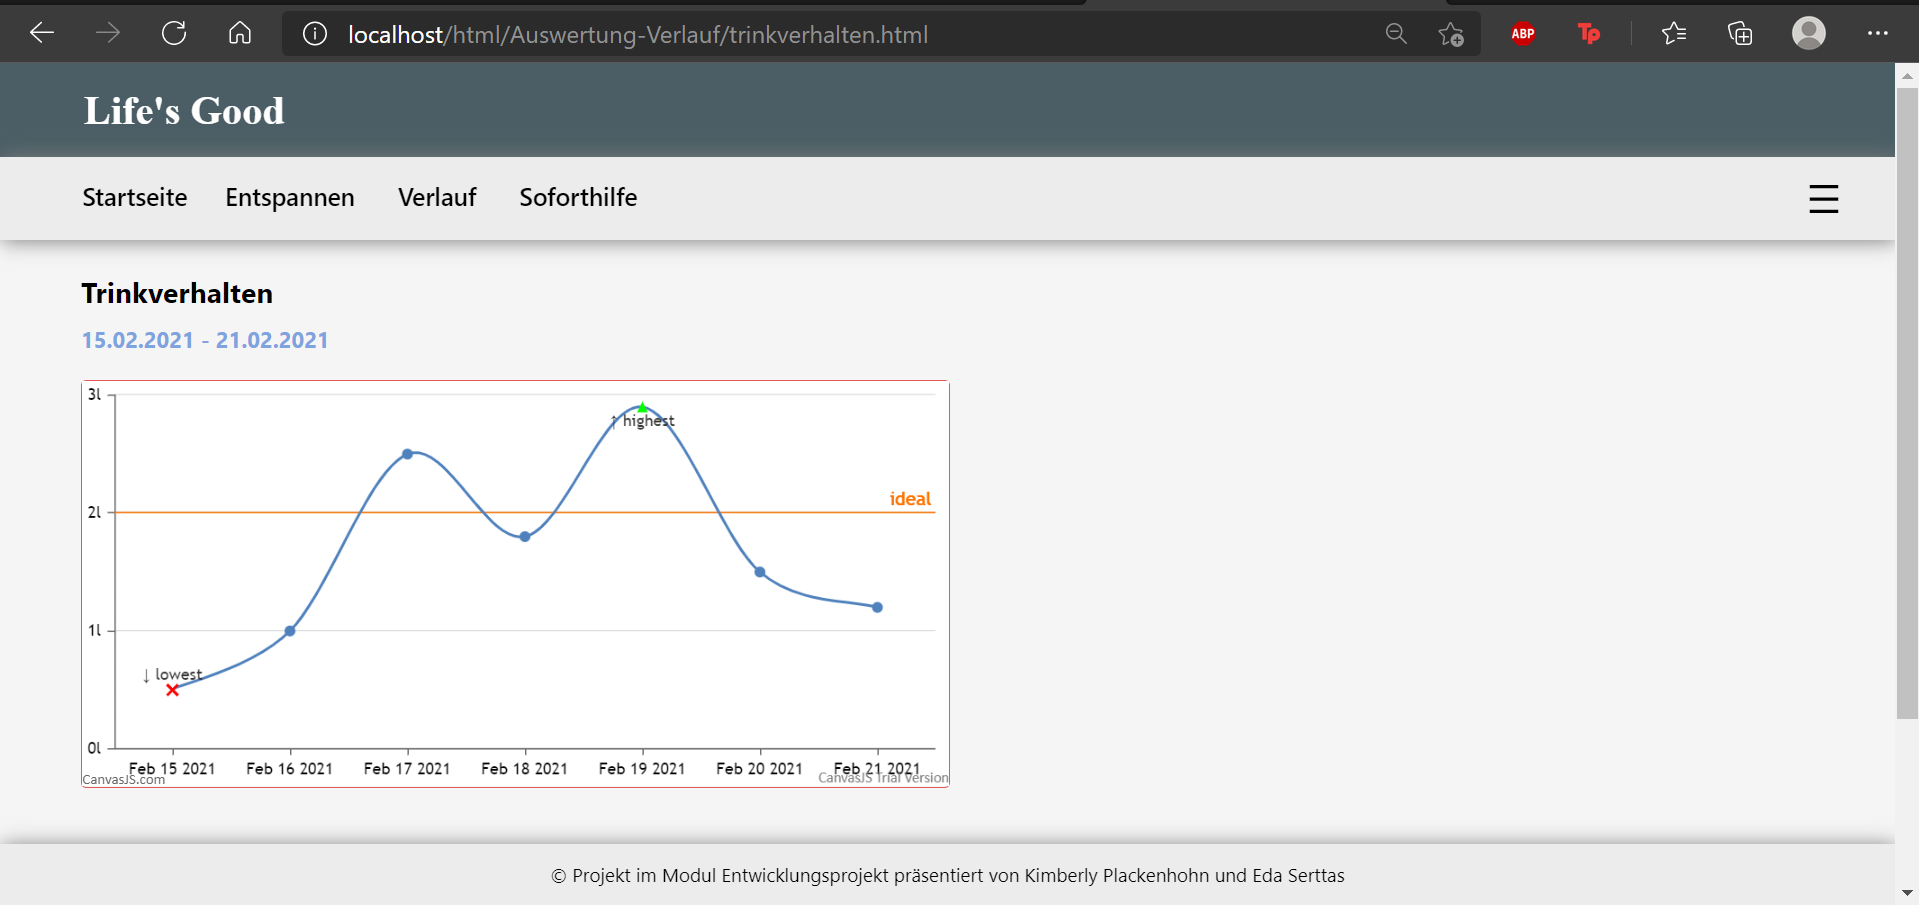 localhost/html/Auswertung-Verlauf/trinkverhalten.html
ABP
Tp
Life's Good
Startseite Entspannen Verlauf Soforthilfe
Trinkverhalten
15.02.2021 - 21.02.2021
3l
↑ highest
ideal
2l
1l
↓ lowest
0l
Feb 15 2021 Feb 16 2021 Feb 17 2021 Feb 18 2021 Feb 19 2021 Feb 20 2021 Feb 21 2021
CanvasJS.com CanvasJS Trial Version
© Projekt im Modul Entwicklungsprojekt präsentiert von Kimberly Plackenhohn und Eda Serttas